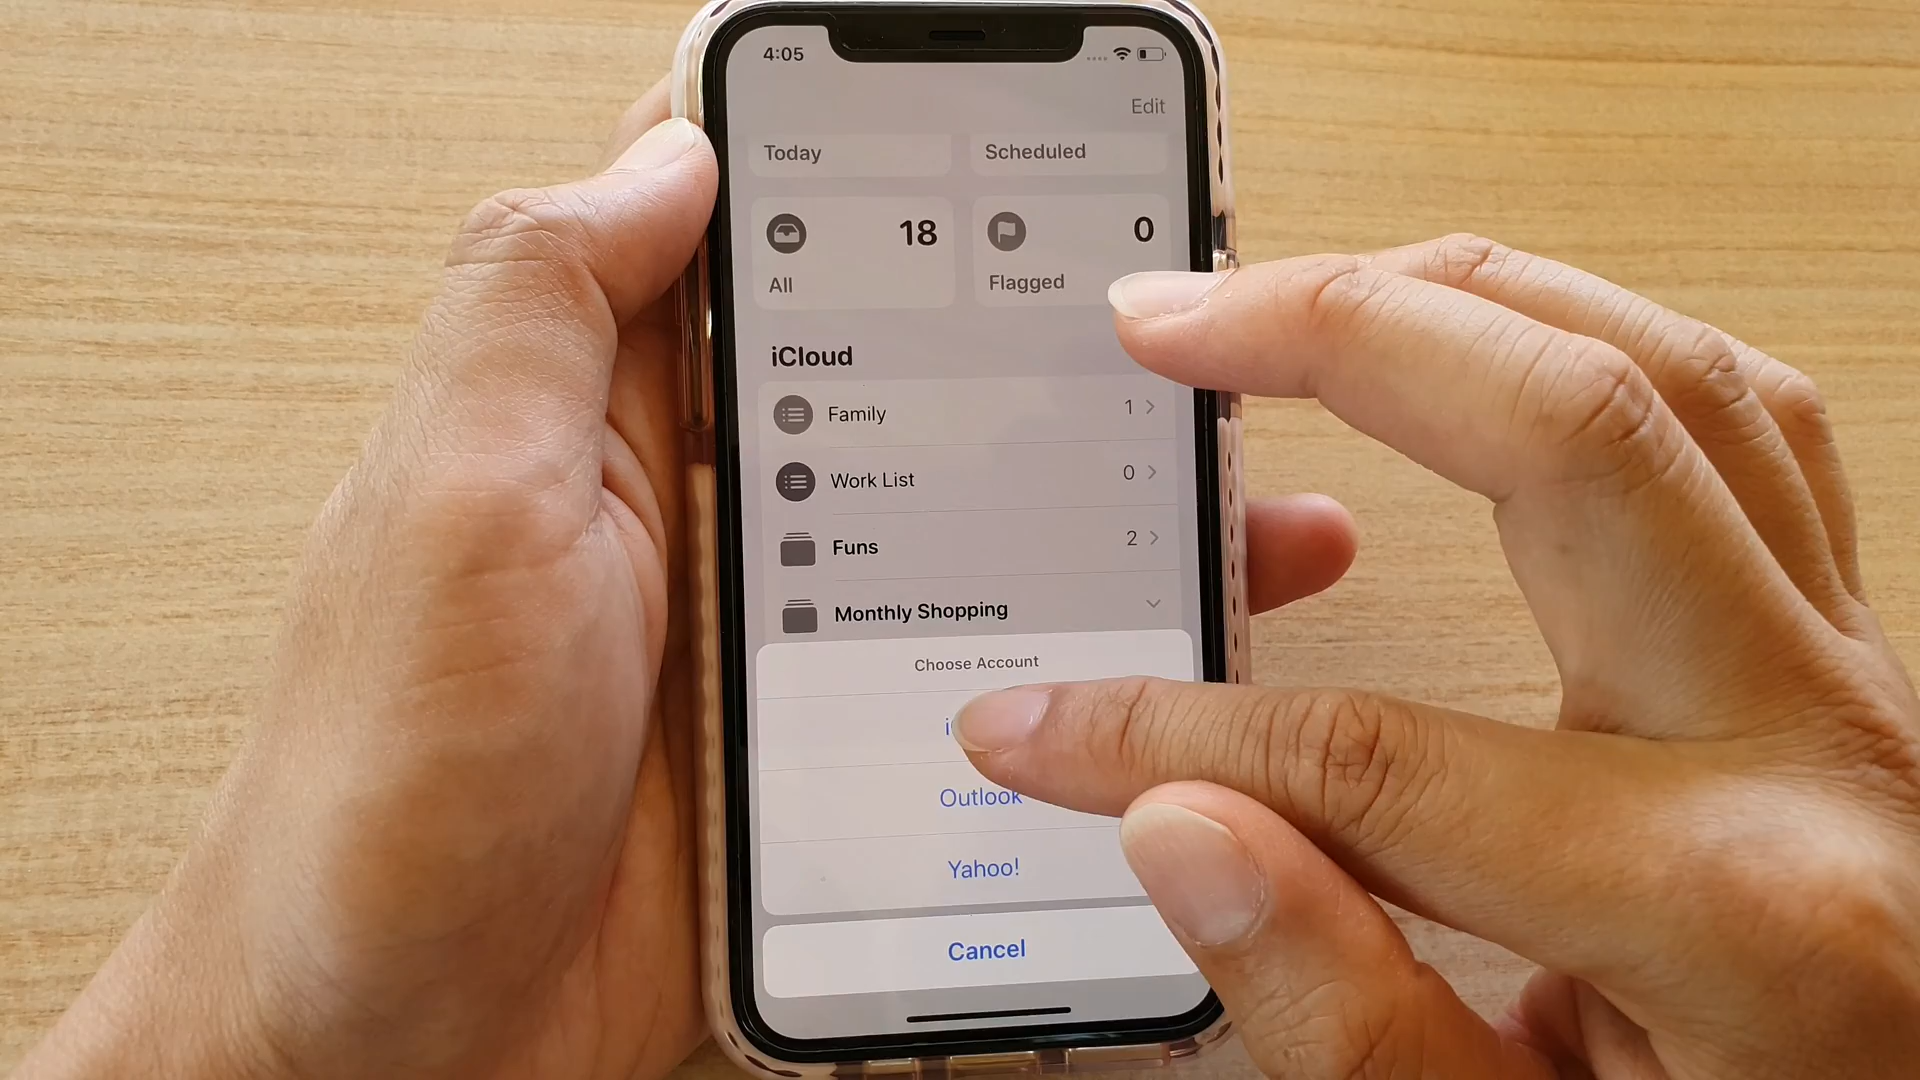 4:05
Edit
Today
Scheduled
18
All
0
Flagged
iCloud
Family 1
Work List 0
Funs 2
Monthly Shopping
Choose Account
Outlook
Yahoo!
Cancel